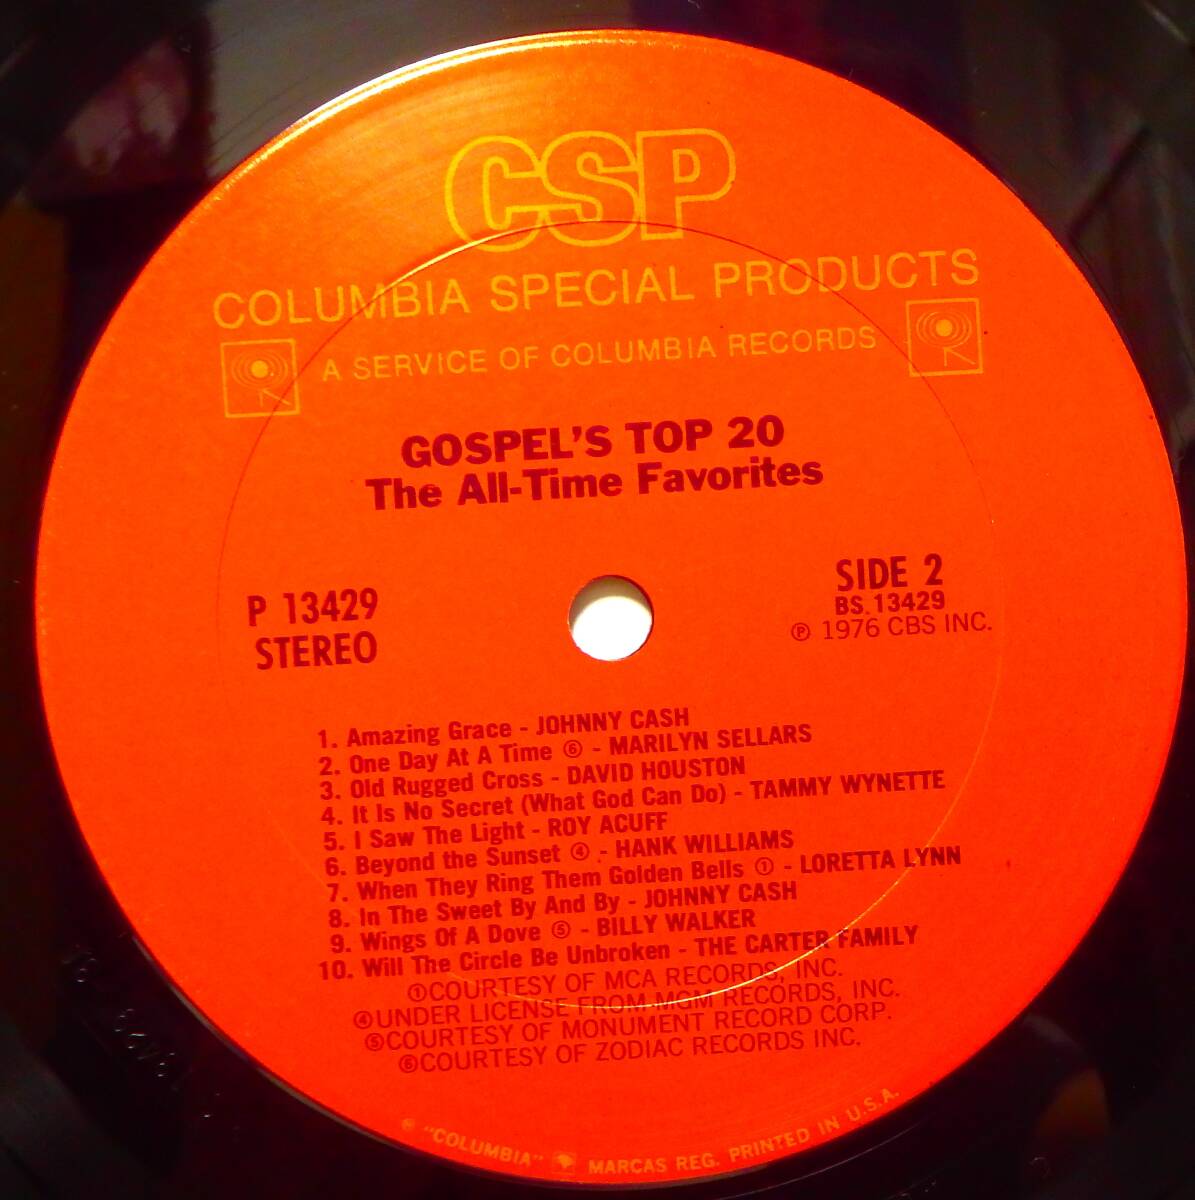 CSP
COLUMBIA SPECIAL PRODUCTS
A SERVICE OF COLUMBIA RECORDS
GOSPEL'S TOP 20
The All-Time Favorites
P 13429
STEREO
SIDE 2
BS 13429
Ⓟ 1976 CBS INC.
1. Amazing Grace - JOHNNY CASH
2. One Day At A Time ⑥ - MARILYN SELLARS
3. Old Rugged Cross - DAVID HOUSTON
4. It Is No Secret (What God Can Do) - TAMMY WYNETTE
5. I Saw The Light - ROY ACUFF
6. Beyond the Sunset ④ - HANK WILLIAMS
7. When They Ring Them Golden Bells ① - LORETTA LYNN
8. In The Sweet By And By - JOHNNY CASH
9. Wings Of A Dove ⑤ - BILLY WALKER
10. Will The Circle Be Unbroken - THE CARTER FAMILY
①COURTESY OF MCA RECORDS, INC.
④UNDER LICENSE FROM MGM RECORDS, INC.
⑤COURTESY OF MONUMENT RECORD CORP.
⑥COURTESY OF ZODIAC RECORDS INC.
"COLUMBIA" MARCAS REG. PRINTED IN U.S.A.